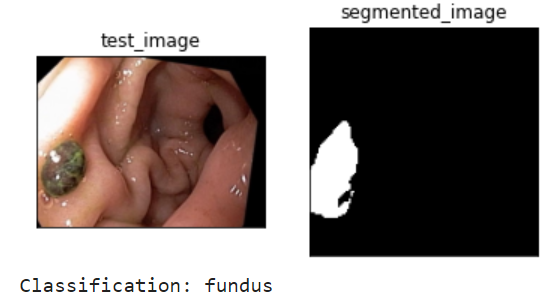 test_image
segmented_image
Classification: fundus